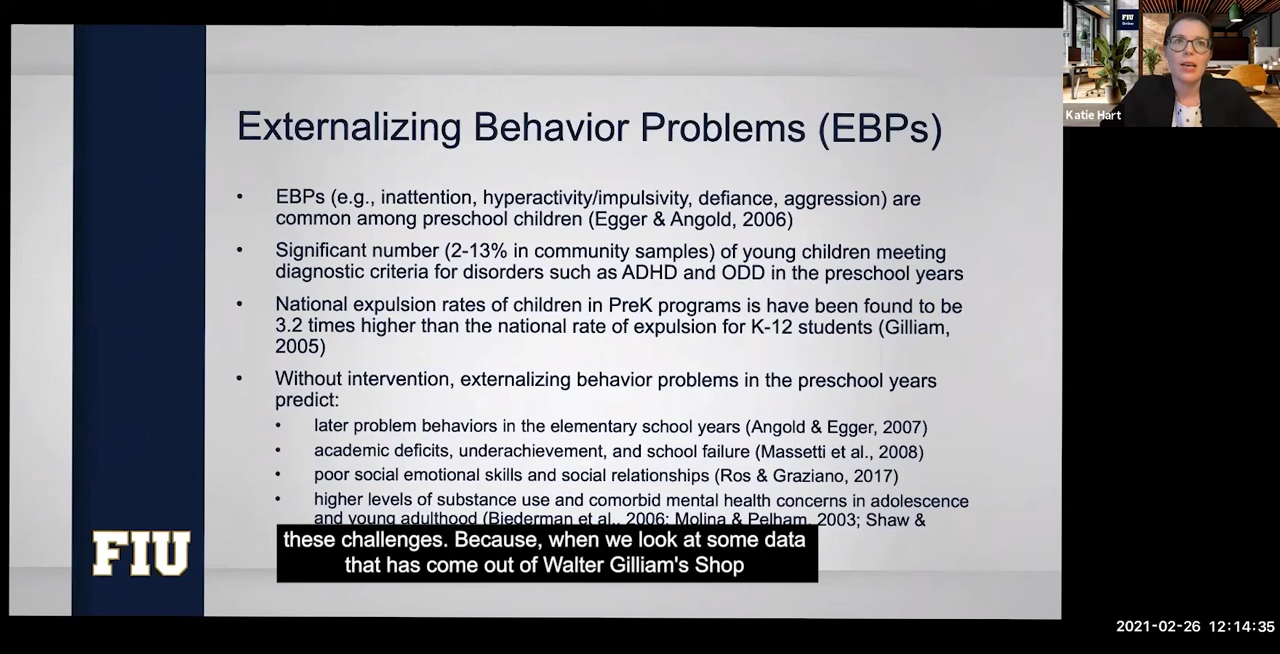 Externalizing Behavior Problems (EBPs)
• EBPs (e.g., inattention, hyperactivity/impulsivity, defiance, aggression) are
common among preschool children (Egger & Angold, 2006)
• Significant number (2-13% in community samples) of young children meeting
diagnostic criteria for disorders such as ADHD and ODD in the preschool years
• National expulsion rates of children in PreK programs is have been found to be
3.2 times higher than the national rate of expulsion for K-12 students (Gilliam,
2005)
• Without intervention, externalizing behavior problems in the preschool years
predict:
• later problem behaviors in the elementary school years (Angold & Egger, 2007)
• academic deficits, underachievement, and school failure (Massetti et al., 2008)
• poor social emotional skills and social relationships (Ros & Graziano, 2017)
• higher levels of substance use and comorbid mental health concerns in adolescence
and young adulthood (Biederman et al., 2006; Molina & Pelham, 2003; Shaw &
these challenges. Because, when we look at some data
that has come out of Walter Gilliam's Shop
FIU
FIU
Katie Hart
2021-02-26 12:14:35